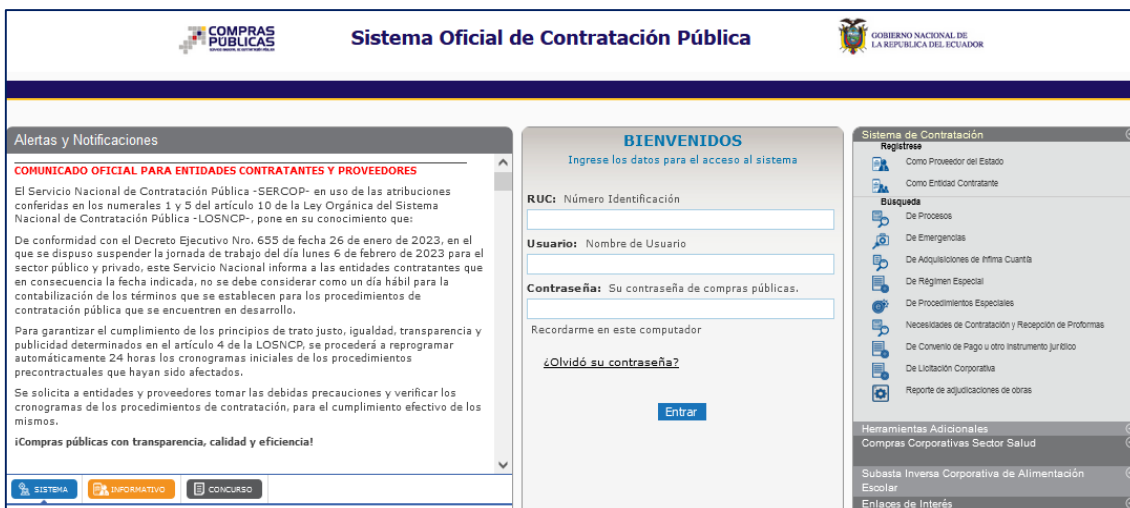 COMPRAS
PÚBLICAS
Sistema Oficial de Contratación Pública
GOBIERNO NACIONAL DE
LA REPUBLICA DEL ECUADOR
Alertas y Notificaciones
COMUNICADO OFICIAL PARA ENTIDADES CONTRATANTES Y PROVEEDORES
El Servicio Nacional de Contratación Pública -SERCOP- en uso de las atribuciones
conferidas en los numerales 1 y 5 del artículo 10 de la Ley Orgánica del Sistema
Nacional de Contratación Pública -LOSNCP-, pone en su conocimiento que:
De conformidad con el Decreto Ejecutivo Nro. 655 de fecha 26 de enero de 2023, en el
que se dispuso suspender la jornada de trabajo del día lunes 6 de febrero de 2023 para el
sector público y privado, este Servicio Nacional informa a las entidades contratantes que
en consecuencia la fecha indicada, no se debe considerar como un día hábil para la
contabilización de los términos que se establecen para los procedimientos de
contratación pública que se encuentren en desarrollo.
Para garantizar el cumplimiento de los principios de trato justo, igualdad, transparencia y
publicidad determinados en el artículo 4 de la LOSNCP, se procederá a reprogramar
automáticamente 24 horas los cronogramas iniciales de los procedimientos
precontractuales que hayan sido afectados.
Se solicita a entidades y proveedores tomar las debidas precauciones y verificar los
cronogramas de los procedimientos de contratación, para el cumplimiento efectivo de los
mismos.
¡Compras públicas con transparencia, calidad y eficiencia!
SISTEMA
INFORMATIVO
CONCURSO
BIENVENIDOS
Ingrese los datos para el acceso al sistema
RUC: Número Identificación
Usuario: Nombre de Usuario
Contraseña: Su contraseña de compras públicas.
Recordarme en este computador
¿Olvidó su contraseña?
Entrar
Sistema de Contratación
Regístrese
Como Proveedor del Estado
Como Entidad Contratante
Búsqueda
De Procesos
De Emergencias
De Adquisiciones de Ínfima Cuantía
De Régimen Especial
De Procedimientos Especiales
Necesidades de Contratación y Recepción de Proformas
De Convenio de Pago u otro Instrumento jurídico
De Licitación Corporativa
Reporte de adjudicaciones de obras
Herramientas Adicionales
Compras Corporativas Sector Salud
Subasta Inversa Corporativa de Alimentación
Escolar
Enlaces de Interés